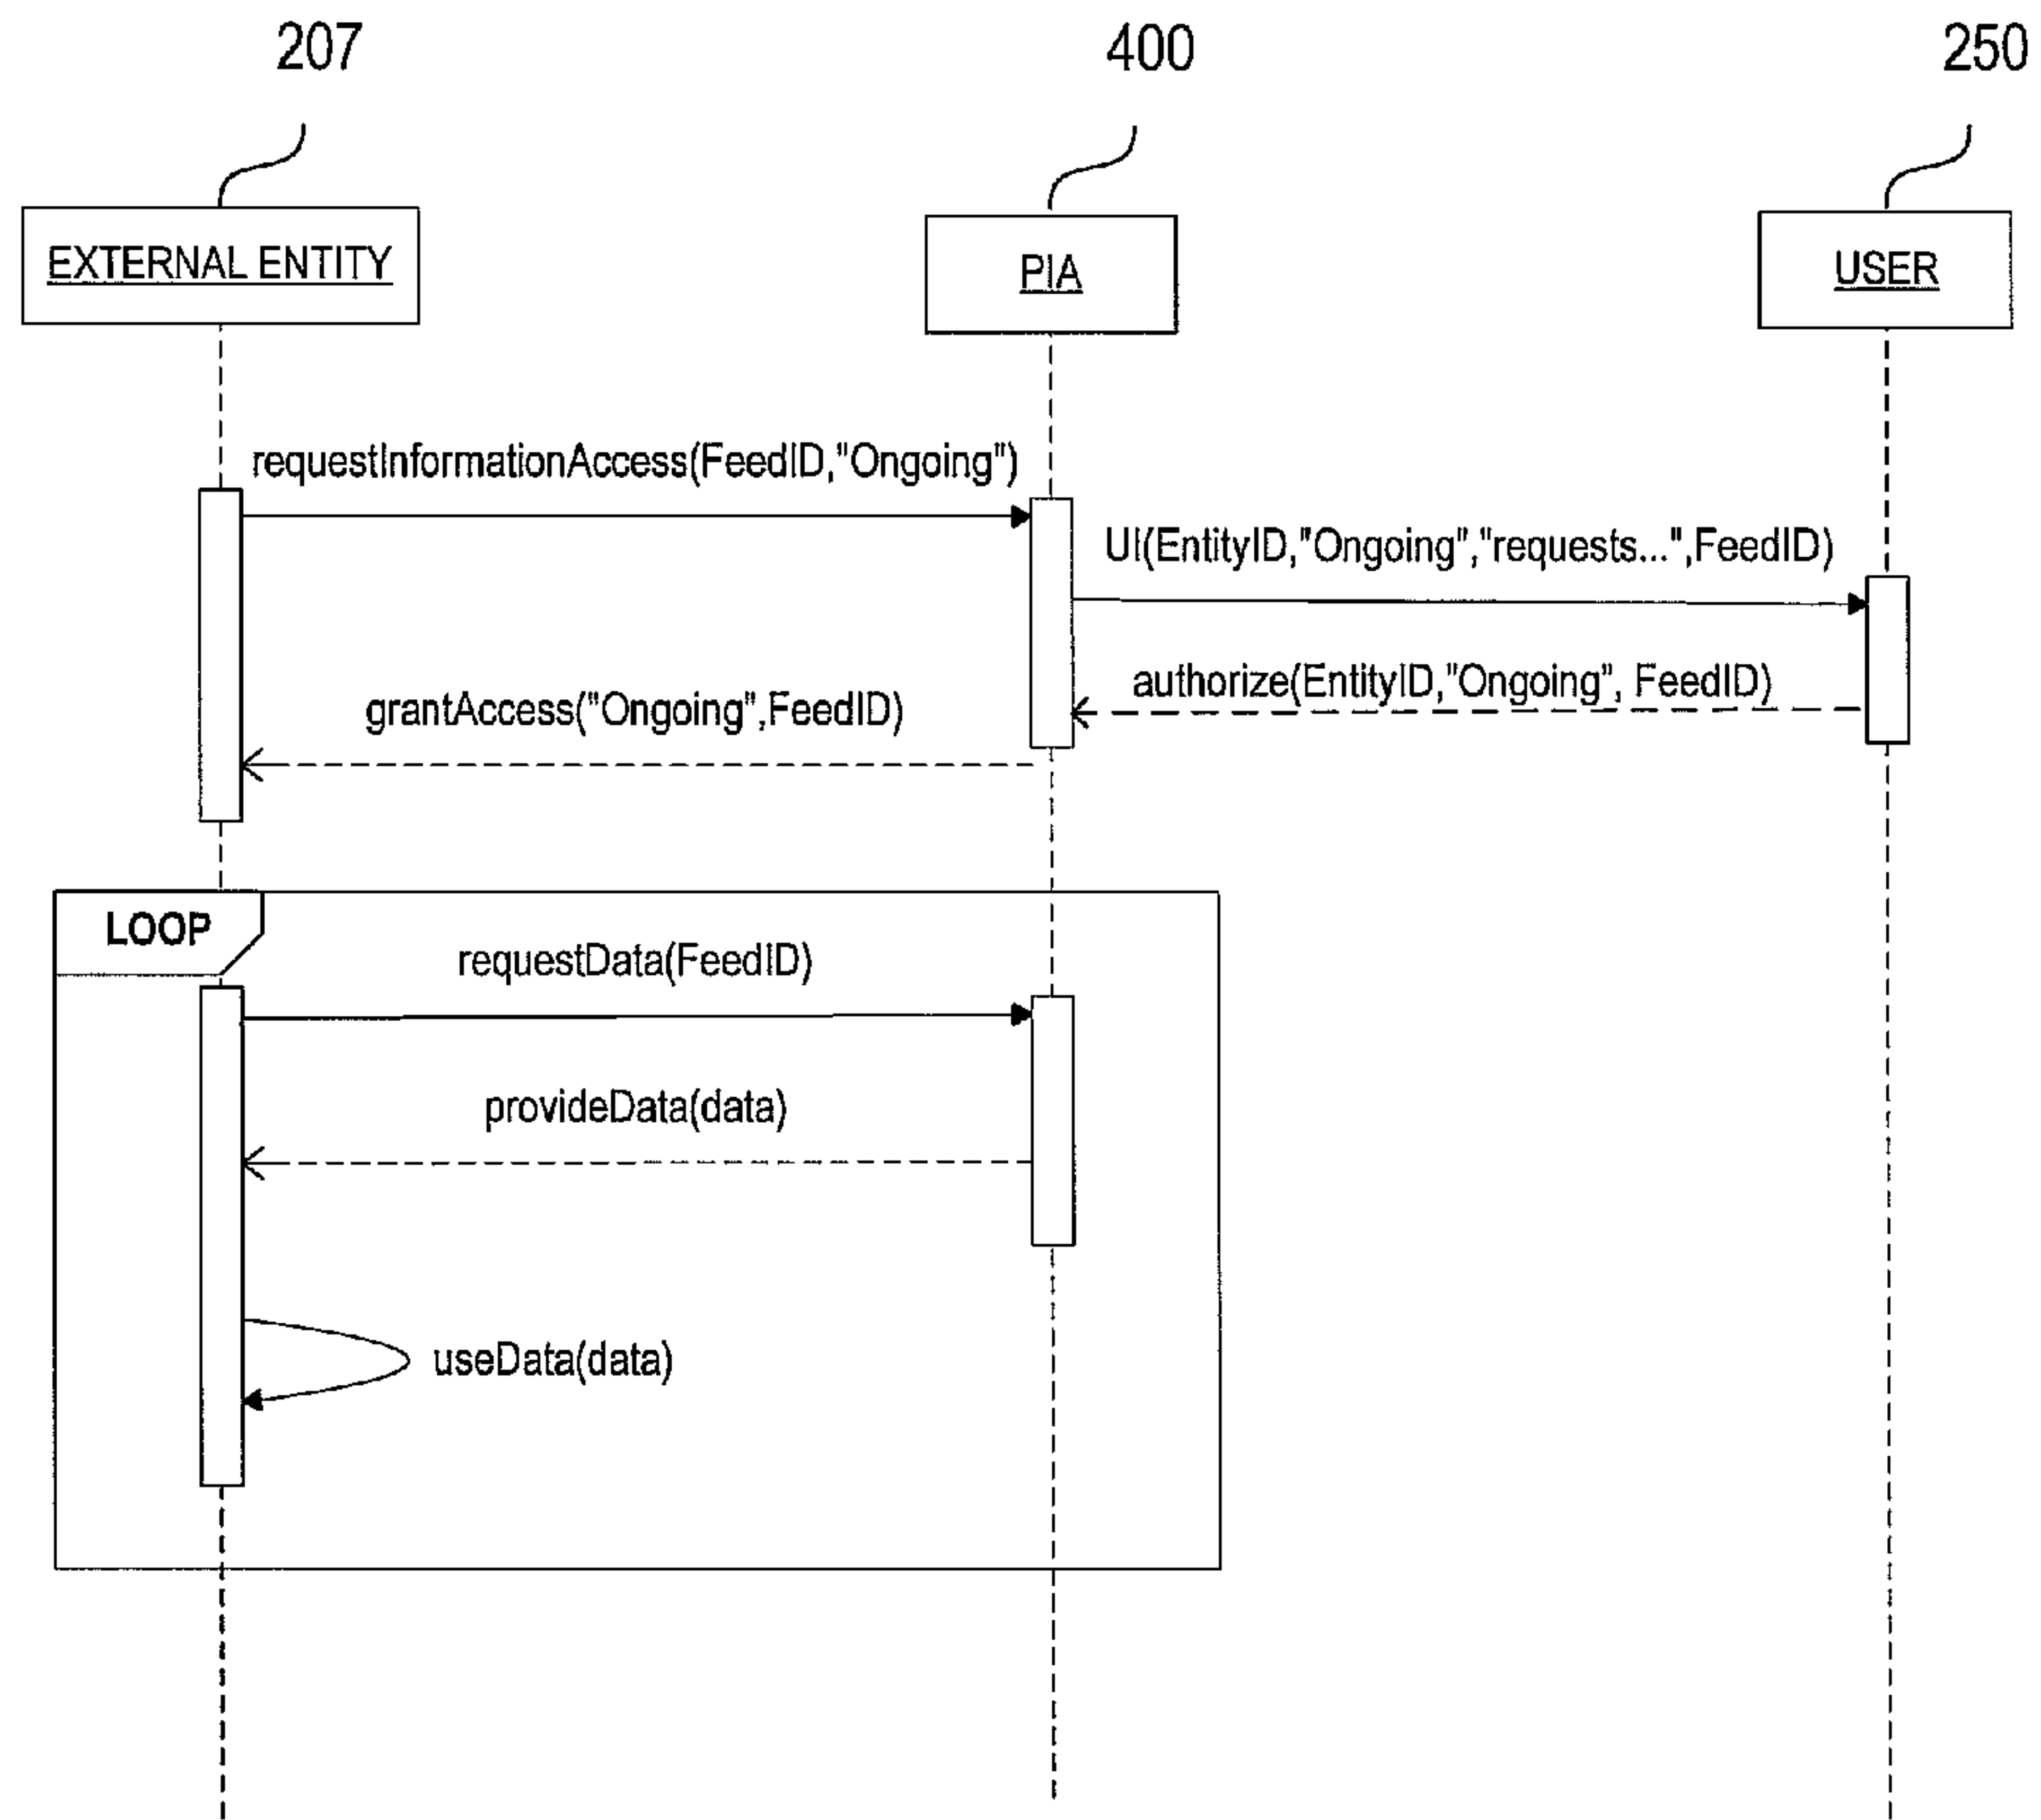 207
400
250
EXTERNAL ENTITY
PIA
USER
requestInformationAccess(FeedID,"Ongoing")
UI(EntityID,"Ongoing","requests...",FeedID)
authorize(EntityID,"Ongoing", FeedID)
grantAccess("Ongoing",FeedID)
LOOP
requestData(FeedID)
provideData(data)
useData(data)